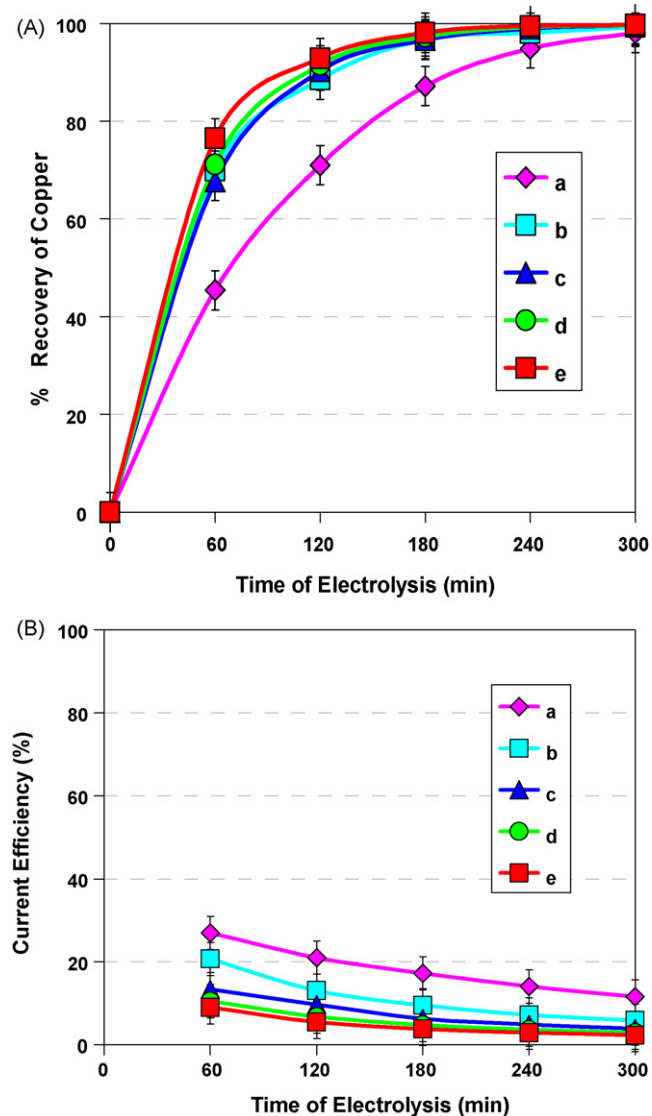 (A)
100
80
60
40
20
0
% Recovery of Copper
a
b
c
d
e
0 60 120 180 240 300
Time of Electrolysis (min)
(B)
100
80
60
40
20
0
Current Efficiency (%)
a
b
c
d
e
0 60 120 180 240 300
Time of Electrolysis (min)